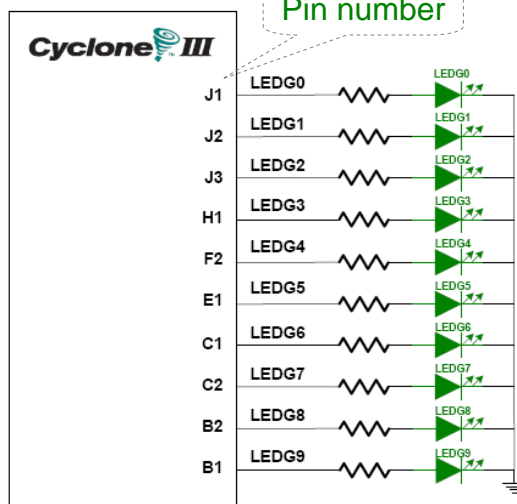 Pin number
Cyclone III
J1 LEDG0 LEDG0
J2 LEDG1 LEDG1
J3 LEDG2 LEDG2
H1 LEDG3 LEDG3
F2 LEDG4 LEDG4
E1 LEDG5 LEDG5
C1 LEDG6 LEDG6
C2 LEDG7 LEDG7
B2 LEDG8 LEDG8
B1 LEDG9 LEDG9